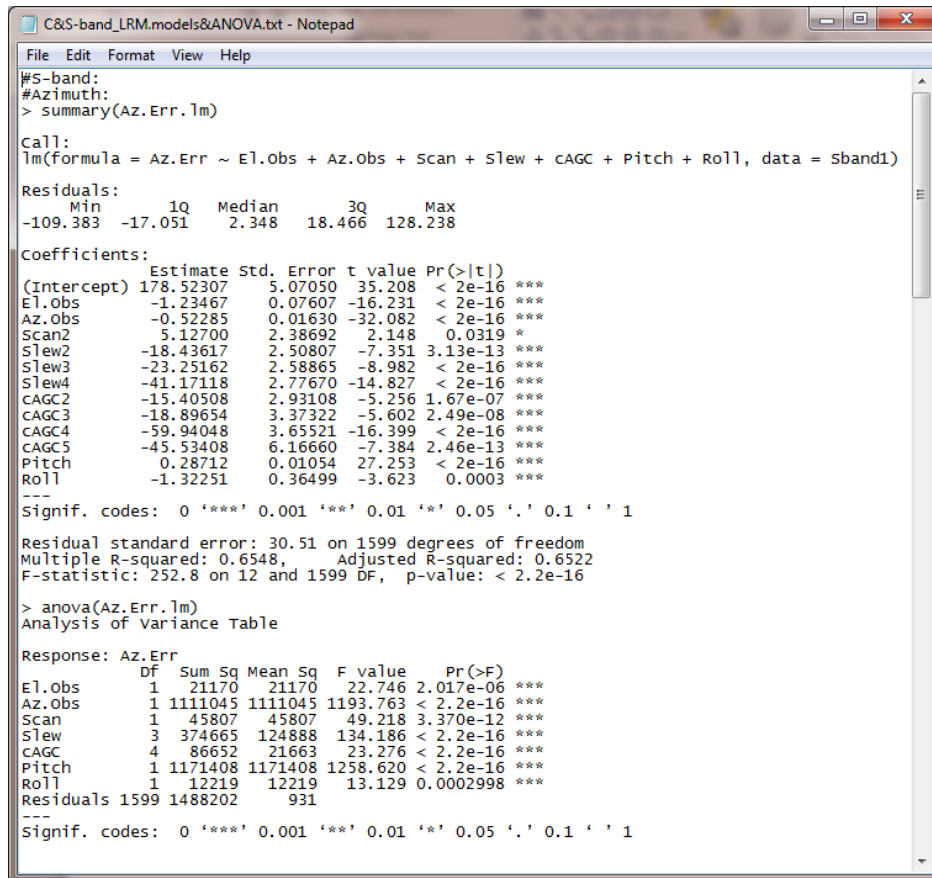 C&S-band_LRM.models&ANOVA.txt - Notepad
File Edit Format View Help
#S-band:
#Azimuth:
> summary(Az.Err.lm)
Call:
lm(formula = Az.Err ~ El.Obs + Az.Obs + Scan + Slew + cAGC + Pitch + Roll, data = Sband1)
Residuals:
Min 1Q Median 3Q Max
-109.383 -17.051 2.348 18.466 128.238
Coefficients:
Estimate Std. Error t value Pr(>|t|)
(Intercept) 178.52307 5.07050 35.208 < 2e-16 ***
El.Obs -1.23467 0.07607 -16.231 < 2e-16 ***
Az.Obs -0.52285 0.01630 -32.082 < 2e-16 ***
Scan2 5.12700 2.38692 2.148 0.0319 *
Slew2 -18.43617 2.50807 -7.351 3.13e-13 ***
Slew3 -23.25162 2.58865 -8.982 < 2e-16 ***
Slew4 -41.17118 2.77670 -14.827 < 2e-16 ***
cAGC2 -15.40508 2.93108 -5.256 1.67e-07 ***
cAGC3 -18.89654 3.37322 -5.602 2.49e-08 ***
cAGC4 -59.94048 3.65521 -16.399 < 2e-16 ***
cAGC5 -45.53408 6.16660 -7.384 2.46e-13 ***
Pitch 0.28712 0.01054 27.253 < 2e-16 ***
Roll -1.32251 0.36499 -3.623 0.0003 ***
---
Signif. codes: 0 ‘***’ 0.001 ‘**’ 0.01 ‘*’ 0.05 ‘.’ 0.1 ‘ ’ 1
Residual standard error: 30.51 on 1599 degrees of freedom
Multiple R-squared: 0.6548, Adjusted R-squared: 0.6522
F-statistic: 252.8 on 12 and 1599 DF, p-value: < 2.2e-16
> anova(Az.Err.lm)
Analysis of Variance Table
Response: Az.Err
Df Sum Sq Mean Sq F value Pr(>F)
El.Obs 1 21170 21170 22.746 2.017e-06 ***
Az.Obs 1 1111045 1111045 1193.763 < 2.2e-16 ***
Scan 1 45807 45807 49.218 3.370e-12 ***
Slew 3 374665 124888 134.186 < 2.2e-16 ***
cAGC 4 86652 21663 23.276 < 2.2e-16 ***
Pitch 1 1171408 1171408 1258.620 < 2.2e-16 ***
Roll 1 12219 12219 13.129 0.0002998 ***
Residuals 1599 1488202 931
---
Signif. codes: 0 ‘***’ 0.001 ‘**’ 0.01 ‘*’ 0.05 ‘.’ 0.1 ‘ ’ 1